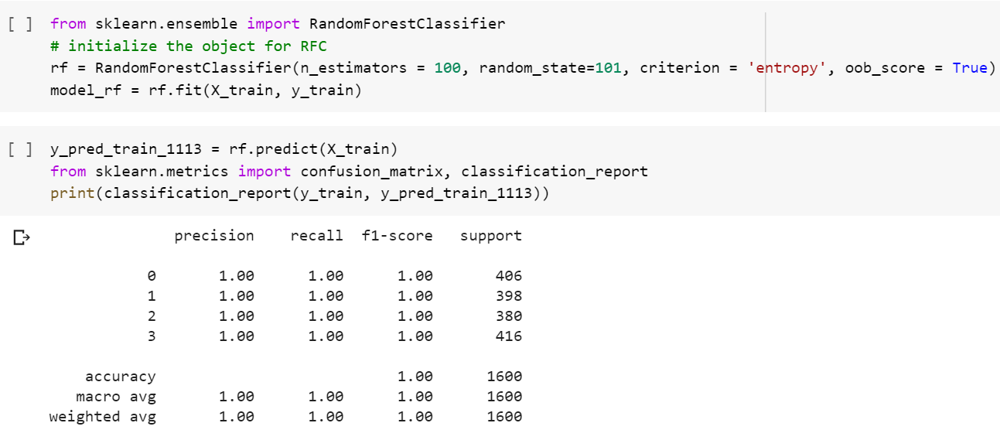 [ ] from sklearn.ensemble import RandomForestClassifier
# initialize the object for RFC
rf = RandomForestClassifier(n_estimators = 100, random_state=101, criterion = 'entropy', oob_score = True)
model_rf = rf.fit(X_train, y_train)
[ ] y_pred_train_1113 = rf.predict(X_train)
from sklearn.metrics import confusion_matrix, classification_report
print(classification_report(y_train, y_pred_train_1113))
precision recall f1-score support
0 1.00 1.00 1.00 406
1 1.00 1.00 1.00 398
2 1.00 1.00 1.00 380
3 1.00 1.00 1.00 416
accuracy 1.00 1600
macro avg 1.00 1.00 1.00 1600
weighted avg 1.00 1.00 1.00 1600